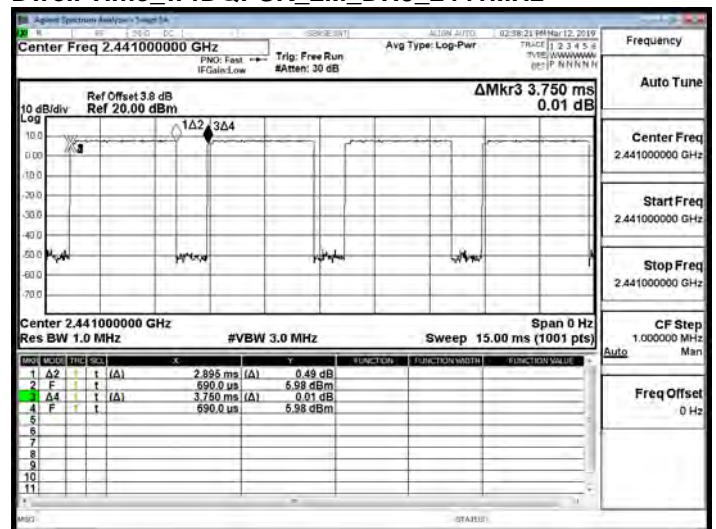 Agilent Spectrum Analyzer - Swept SA
SENSE:INT ALIGN AUTO 02:38:21 PM Mar 12, 2019
Center Freq 2.441000000 GHz
PNO: Fast
IFGain:Low
Trig: Free Run
#Atten: 30 dB
Avg Type: Log-Pwr
TRACE 1 2 3 4 5 6
TYPE
DET P N N N N N
Frequency
ΔMkr3 3.750 ms
0.01 dB
Ref Offset 3.8 dB
10 dB/div Ref 20.00 dBm
Log
1Δ2 3Δ4
10.0
0.00
-10.0
-20.0
-30.0
-40.0
50.0
-60.0
-70.0
Center 2.441000000 GHz Span 0 Hz
Res BW 1.0 MHz #VBW 3.0 MHz Sweep 15.00 ms (1001 pts)
MKR MODE TRC SCL X Y FUNCTION FUNCTION WIDTH FUNCTION VALUE
1 Δ2 1 t (Δ) 2.895 ms (Δ) 0.49 dB
2 F 1 t 690.0 us 5.98 dBm
3 Δ4 1 t (Δ) 3.750 ms (Δ) 0.01 dB
4 F 1 t 690.0 us 5.98 dBm
5
6
7
8
9
10
11
MSG STATUS
Auto Tune
Center Freq
2.441000000 GHz
Start Freq
2.441000000 GHz
Stop Freq
2.441000000 GHz
CF Step
1.000000 MHz
Auto Man
Freq Offset
0 Hz